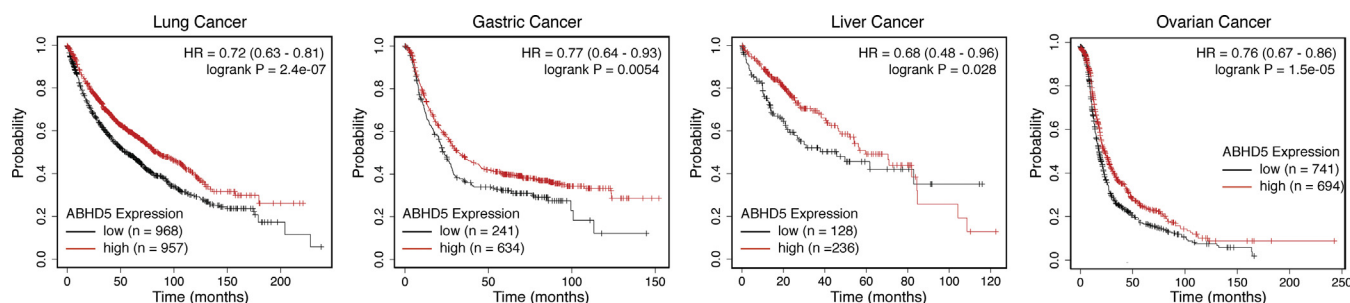 Lung Cancer
HR = 0.72 (0.63 - 0.81)
logrank P = 2.4e-07
Probability
1.0
0.8
0.6
0.4
0.2
0.0
ABHD5 Expression
low (n = 968)
high (n = 957)
0 50 100 150 200
Time (months)
Gastric Cancer
HR = 0.77 (0.64 - 0.93)
logrank P = 0.0054
Probability
1.0
0.8
0.6
0.4
0.2
0.0
ABHD5 Expression
low (n = 241)
high (n = 634)
0 50 100 150
Time (months)
Liver Cancer
HR = 0.68 (0.48 - 0.96)
logrank P = 0.028
Probability
1.0
0.8
0.6
0.4
0.2
0.0
ABHD5 Expression
low (n = 128)
high (n =236)
0 20 40 60 80 100 120
Time (months)
Ovarian Cancer
HR = 0.76 (0.67 - 0.86)
logrank P = 1.5e-05
Probability
1.0
0.8
0.6
0.4
0.2
0.0
ABHD5 Expression
low (n = 741)
high (n = 694)
0 50 100 150 200 250
Time (months)